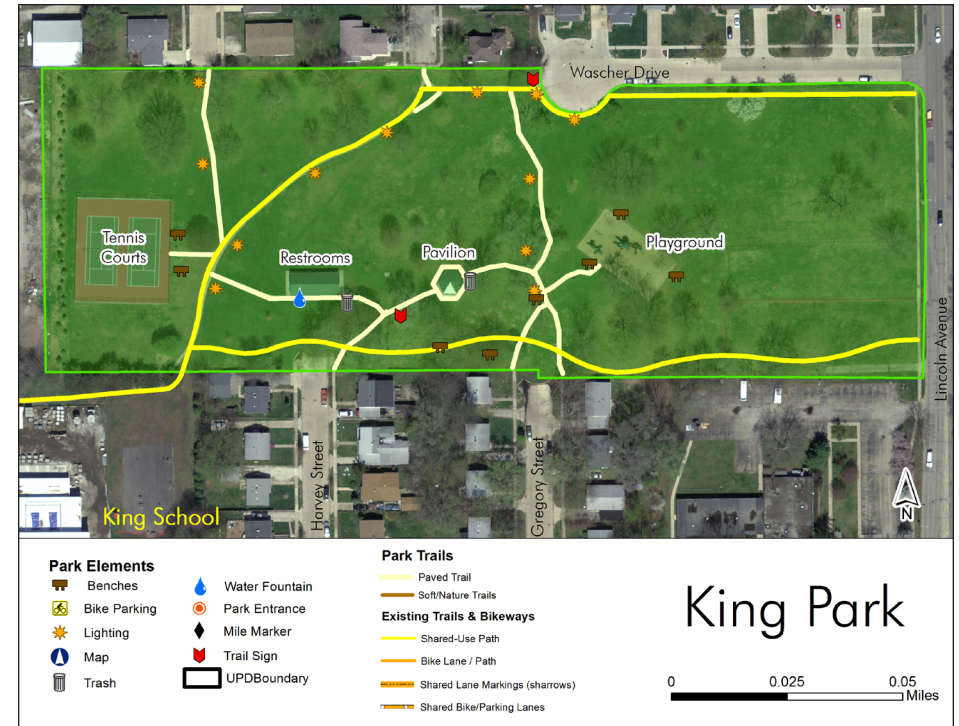 Wascher Drive
Tennis
Courts
Restrooms
Pavilion
Playground
Lincoln Avenue
Harvey Street
Gregory Street
King School
N
Park Elements
Benches
Bike Parking
Lighting
Map
Trash
Water Fountain
Park Entrance
Mile Marker
Trail Sign
UPDBoundary
Park Trails
Paved Trail
Soft/Nature Trails
Existing Trails & Bikeways
Shared-Use Path
Bike Lane / Path
Shared Lane Markings (sharrows)
Shared Bike/Parking Lanes
King Park
0 0.025 0.05
Miles